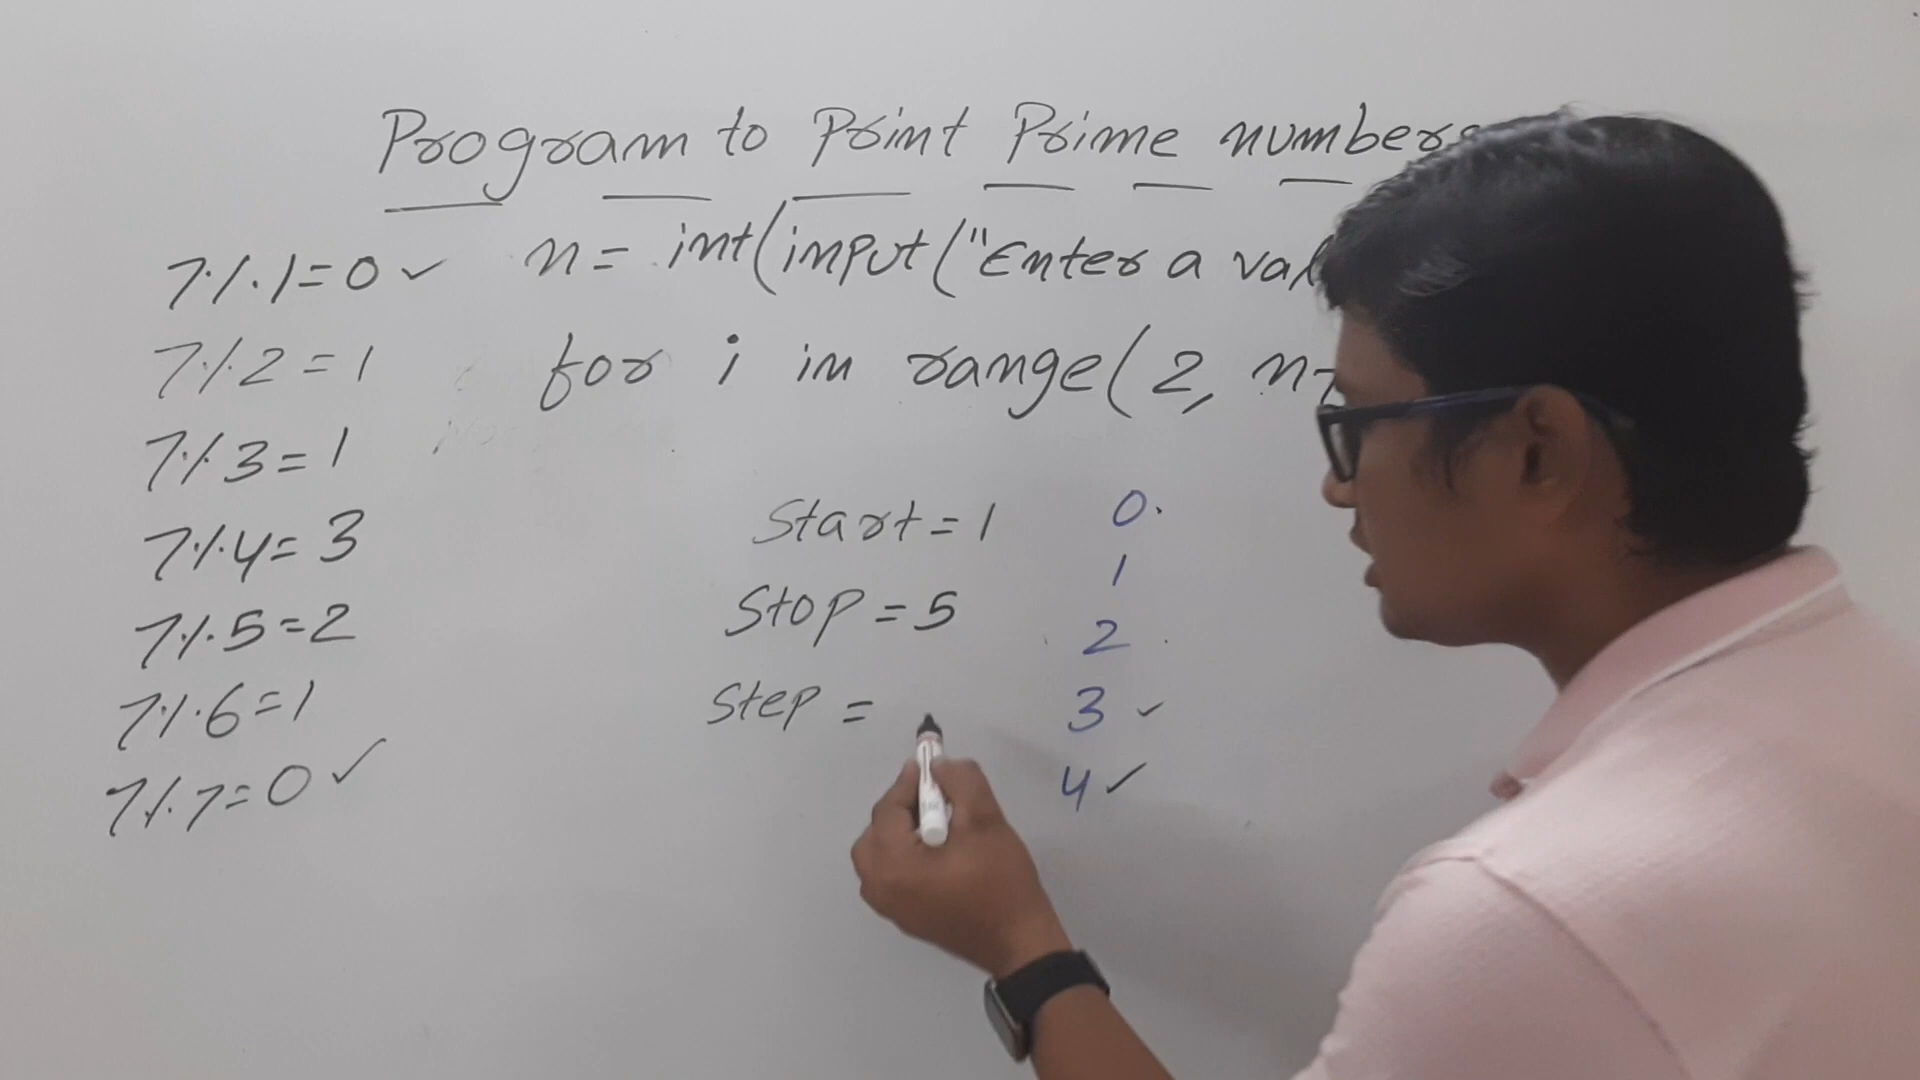 Program to Print Prime numbers
n = int(input("Enter a val
for i in range(2, n
7%1=0 ✓
7%2=1
7%3=1
7%4=3
7%5=2
7%6=1
7%7=0 ✓
Start=1
Stop=5
Step =
0.
1
2
3 ✓
4 ✓